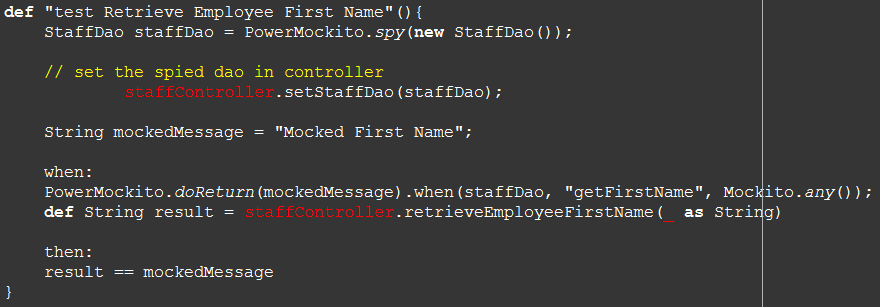 def "test Retrieve Employee First Name"(){
    StaffDao staffDao = PowerMockito.spy(new StaffDao());

    // set the spied dao in controller
            staffController.setStaffDao(staffDao);

    String mockedMessage = "Mocked First Name";

    when:
    PowerMockito.doReturn(mockedMessage).when(staffDao, "getFirstName", Mockito.any());
    def String result = staffController.retrieveEmployeeFirstName(_ as String)

    then:
    result == mockedMessage
}